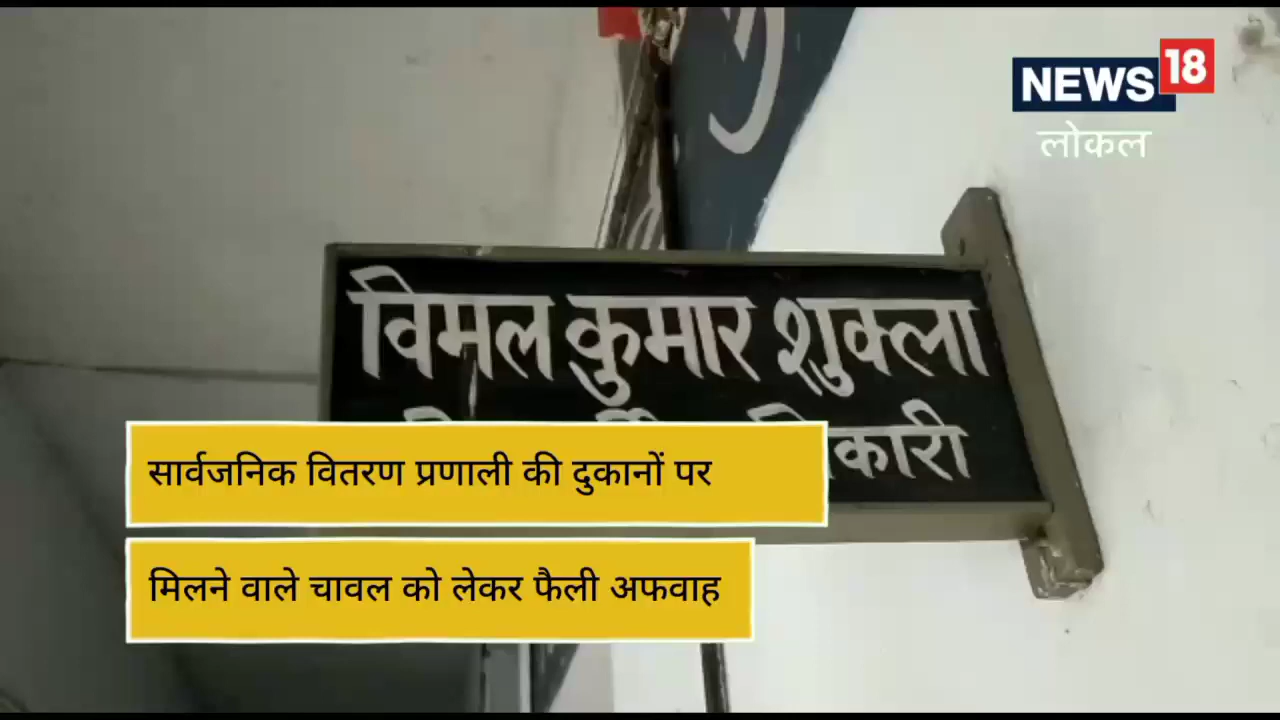 NEWS18
लोकल
विमल कुमार शुक्ला
सार्वजनिक वितरण प्रणाली की दुकानों पर
मिलने वाले चावल को लेकर फैली अफवाह